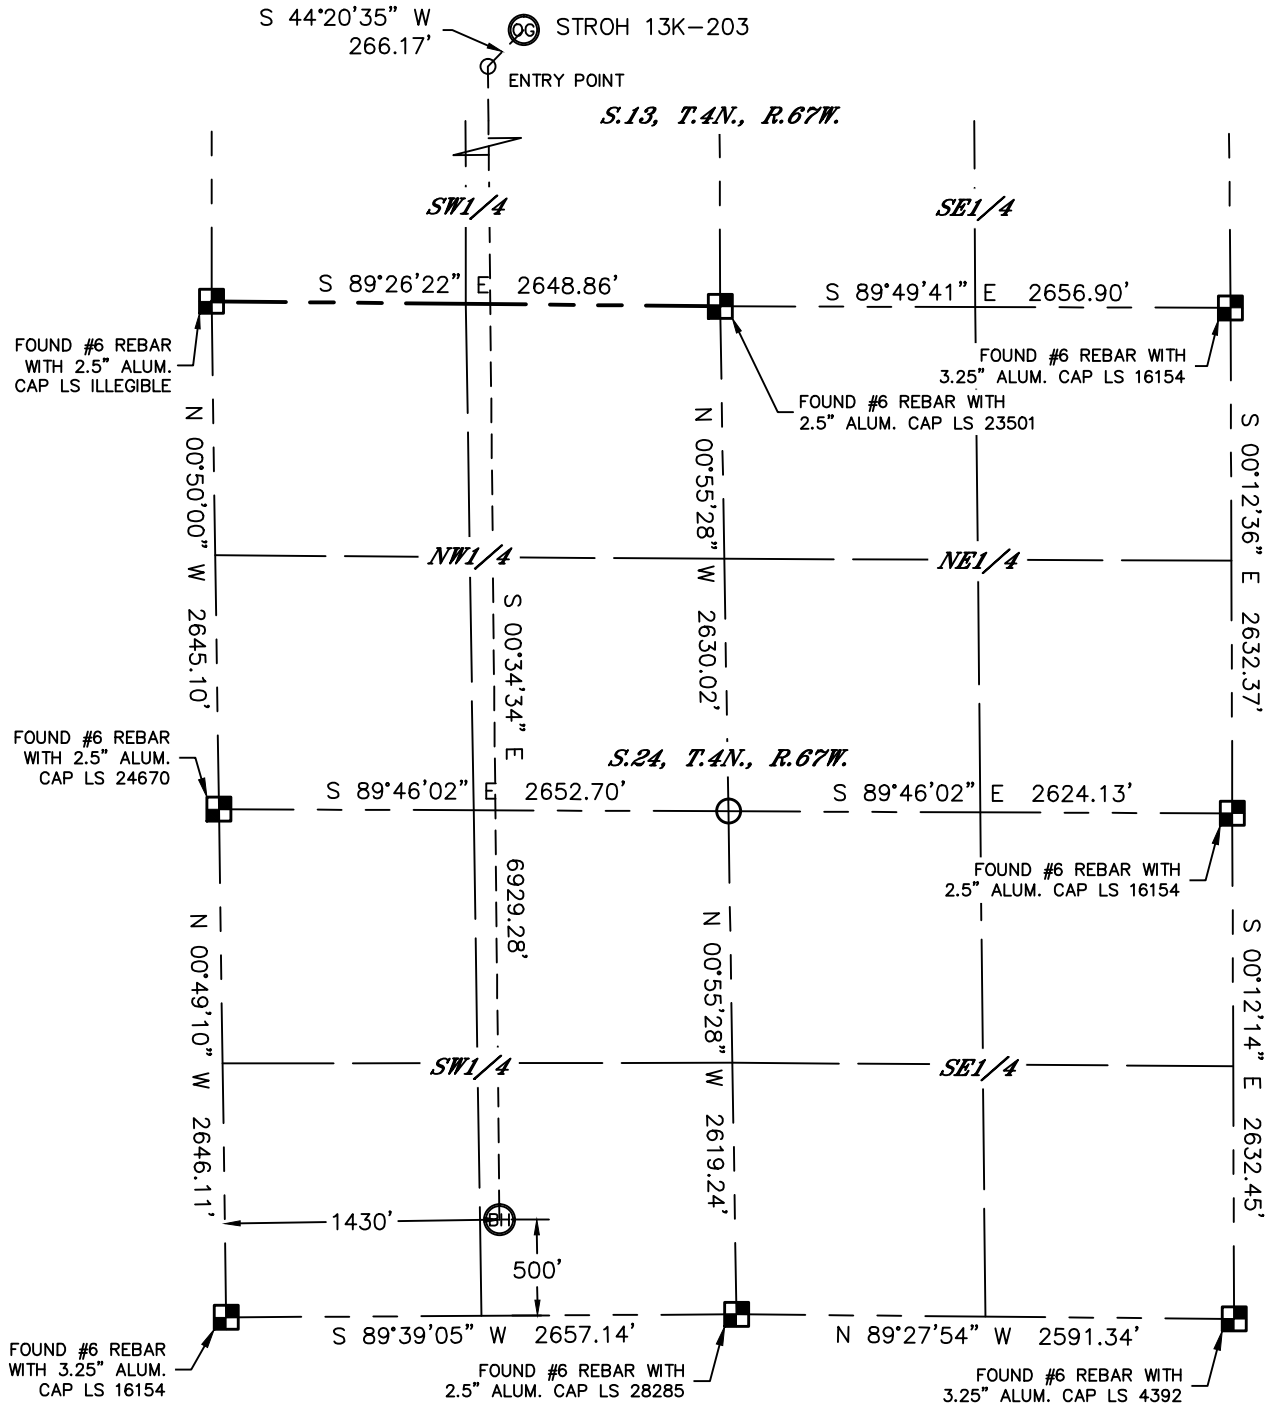 S 44°20'35" W
266.17'
OG STROH 13K-203
ENTRY POINT
S.13, T.4N., R.67W.
SW1/4
SE1/4
S 89°26'22" E 2648.86'
S 89°49'41" E 2656.90'
FOUND #6 REBAR
WITH 2.5" ALUM.
CAP LS ILLEGIBLE
FOUND #6 REBAR WITH
3.25" ALUM. CAP LS 16154
FOUND #6 REBAR WITH
2.5" ALUM. CAP LS 23501
N 00°50'00" W 2645.10'
N 00°55'28" W 2630.02'
S 00°12'36" E 2632.37'
NW1/4
NE1/4
S 00°34'34" E 6929.28'
FOUND #6 REBAR
WITH 2.5" ALUM.
CAP LS 24670
S.24, T.4N., R.67W.
S 89°46'02" E 2652.70'
S 89°46'02" E 2624.13'
FOUND #6 REBAR WITH
2.5" ALUM. CAP LS 16154
N 00°49'10" W 2646.11'
N 00°55'28" W 2619.24'
S 00°12'14" E 2632.45'
SW1/4
SE1/4
1430'
BH
500'
S 89°39'05" W 2657.14'
N 89°27'54" W 2591.34'
FOUND #6 REBAR
WITH 3.25" ALUM.
CAP LS 16154
FOUND #6 REBAR WITH
2.5" ALUM. CAP LS 28285
FOUND #6 REBAR WITH
3.25" ALUM. CAP LS 4392